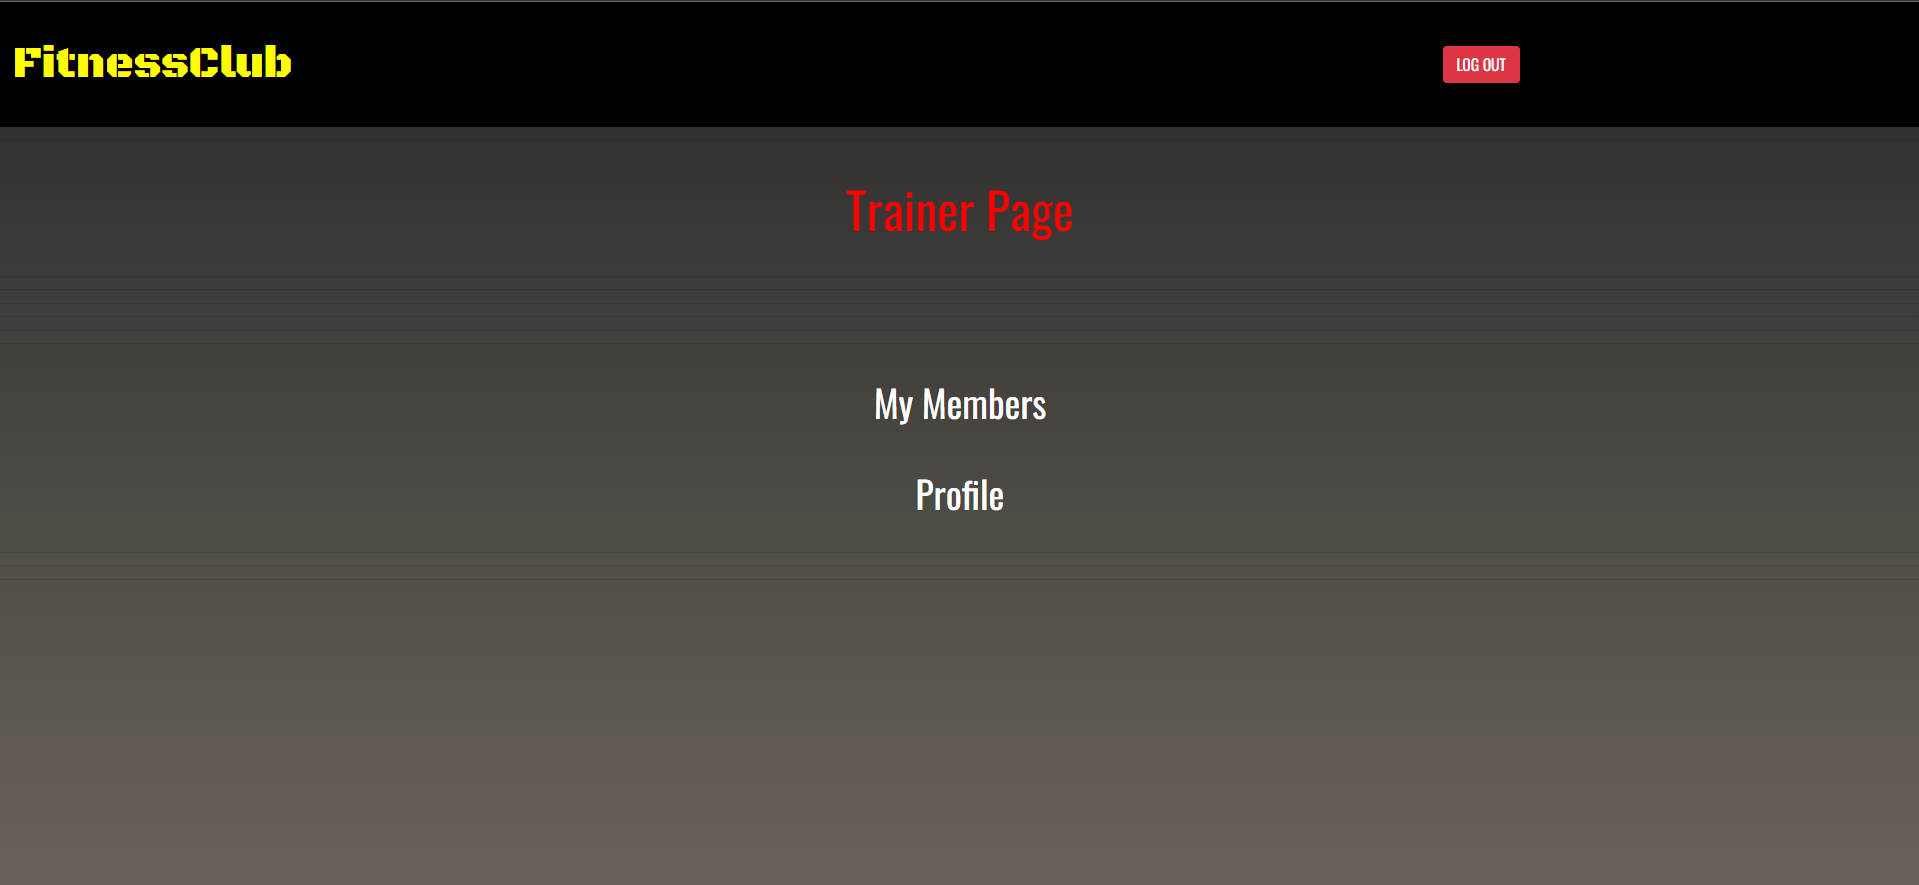 FitnessClub
LOG OUT
Trainer Page
My Members
Profile